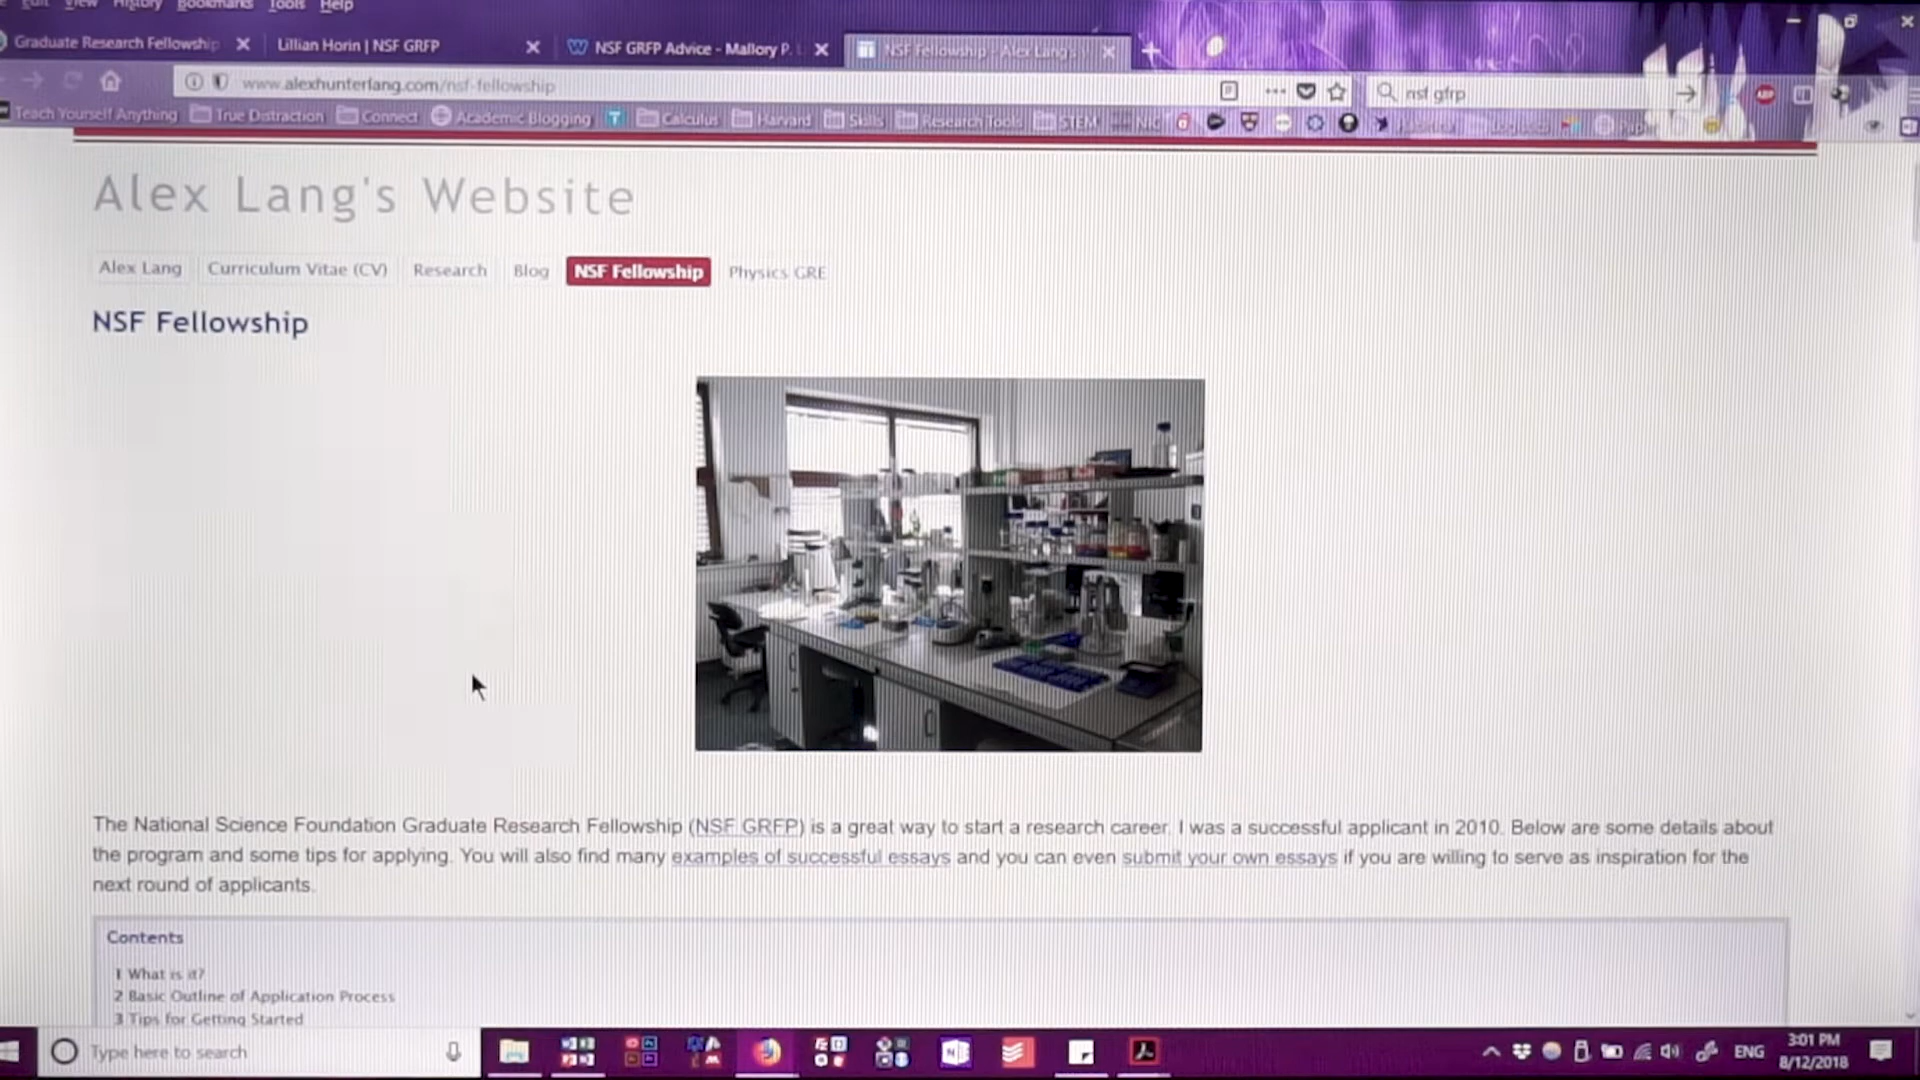 Edit View History Bookmarks Tools Help
Graduate Research Fellowship
Lillian Horin | NSF GRFP
NSF GRFP Advice - Mallory P. L
NSF Fellowship - Alex Lang's
www.alexhunterlang.com/nsf-fellowship
nsf gfrp
Teach Yourself Anything True Distraction Connect Academic Blogging Calculus Harvard Skills Research Tools STEM NIC
Alex Lang's Website
Alex Lang Curriculum Vitae (CV) Research Blog NSF Fellowship Physics GRE
NSF Fellowship
The National Science Foundation Graduate Research Fellowship (NSF GRFP) is a great way to start a research career. I was a successful applicant in 2010. Below are some details about
the program and some tips for applying. You will also find many examples of successful essays and you can even submit your own essays if you are willing to serve as inspiration for the
next round of applicants.
Contents
1 What is it?
2 Basic Outline of Application Process
3 Tips for Getting Started
Type here to search
ENG
3:01 PM
8/12/2018